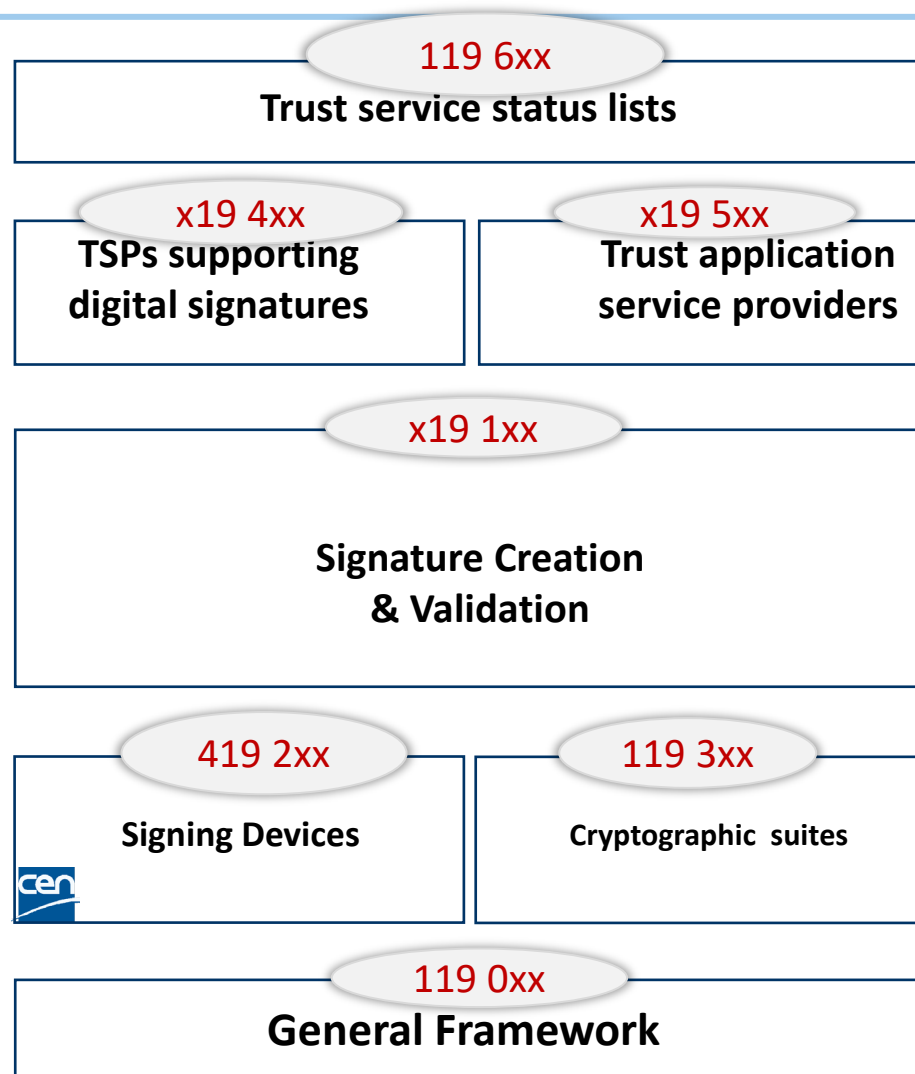 119 6xx
Trust service status lists
x19 4xx
TSPs supporting
digital signatures
x19 5xx
Trust application
service providers
x19 1xx
Signature Creation
& Validation
419 2xx
Signing Devices
cen
119 3xx
Cryptographic suites
119 0xx
General Framework